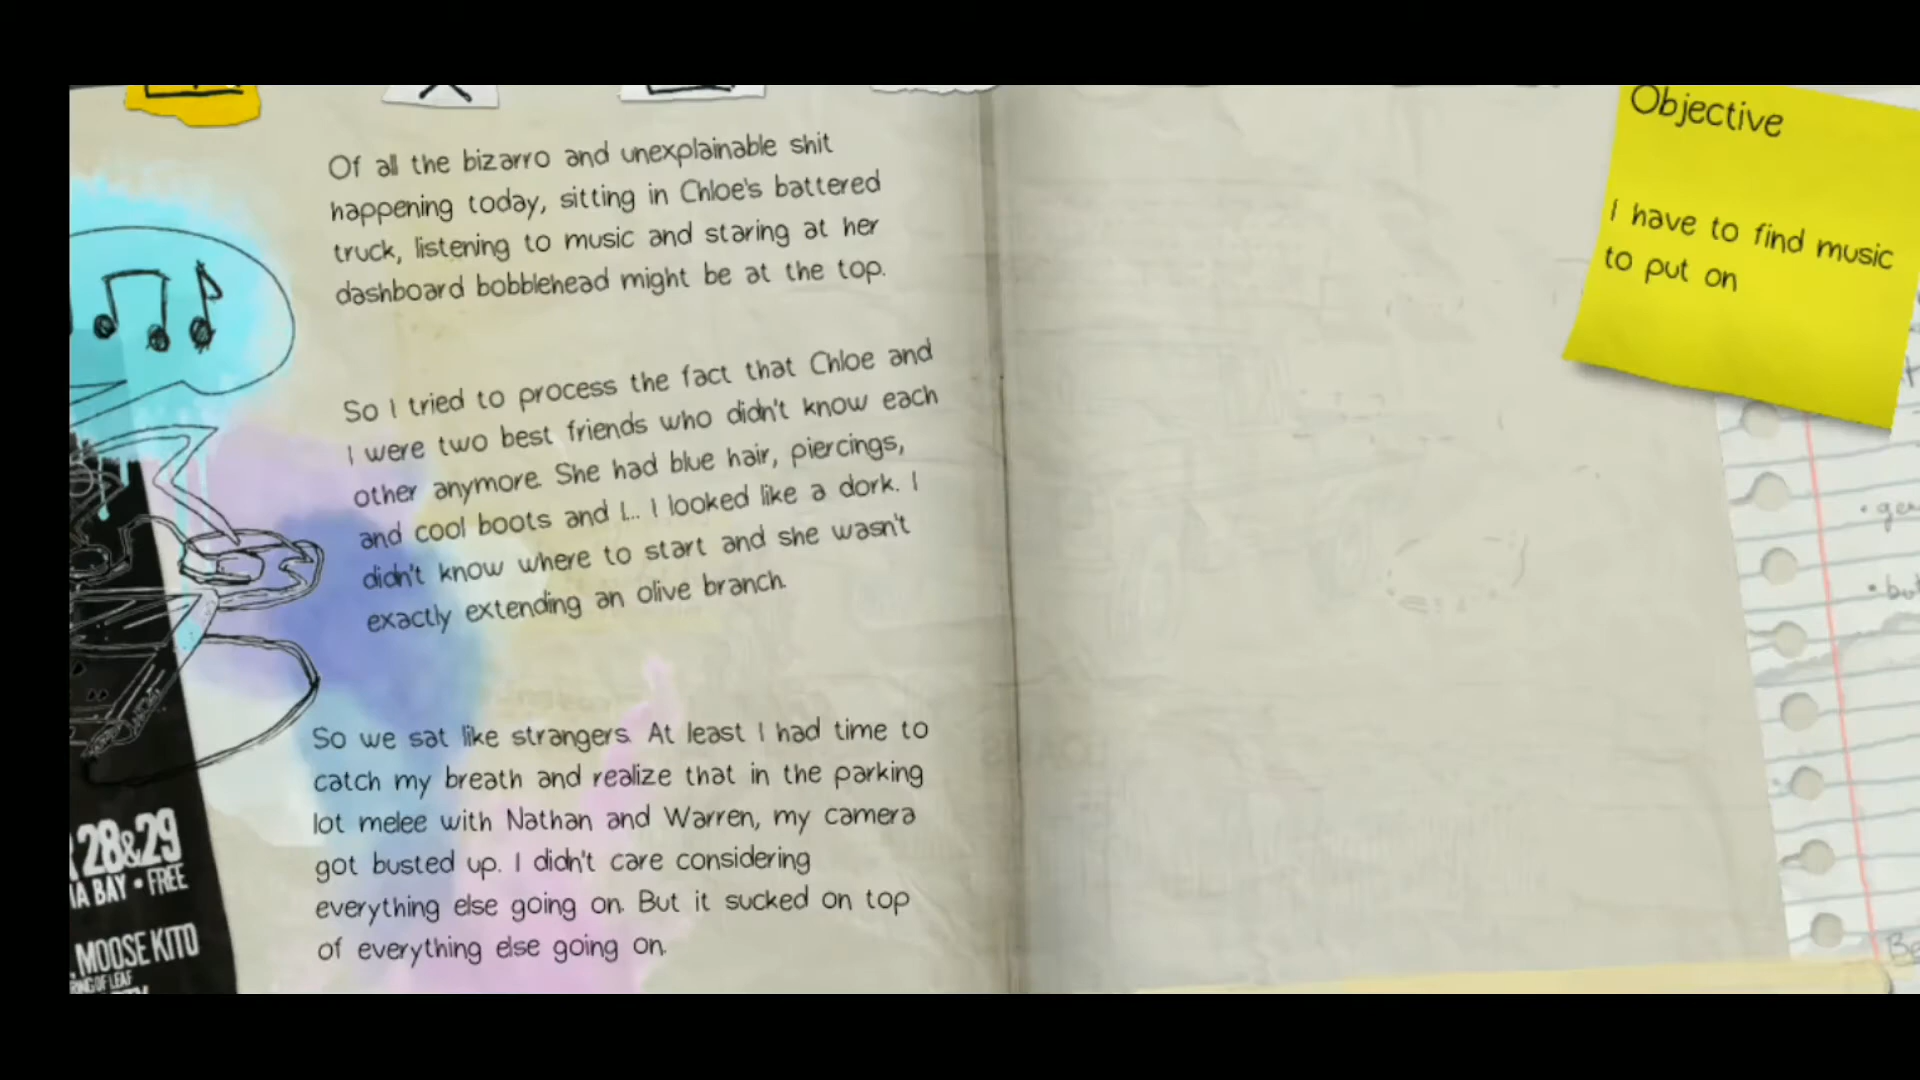 Of all the bizarro and unexplainable shit
happening today, sitting in Chloe's battered
truck, listening to music and staring at her
dashboard bobblehead might be at the top.
So I tried to process the fact that Chloe and
I were two best friends who didn't know each
other anymore. She had blue hair, piercings,
and cool boots and I... I looked like a dork. I
didn't know where to start and she wasn't
exactly extending an olive branch.
So we sat like strangers. At least I had time to
catch my breath and realize that in the parking
lot melee with Nathan and Warren, my camera
got busted up. I didn't care considering
everything else going on. But it sucked on top
of everything else going on.
Objective
I have to find music
to put on
28&29
BAY • FREE
MOOSE KITO
OF LEAF